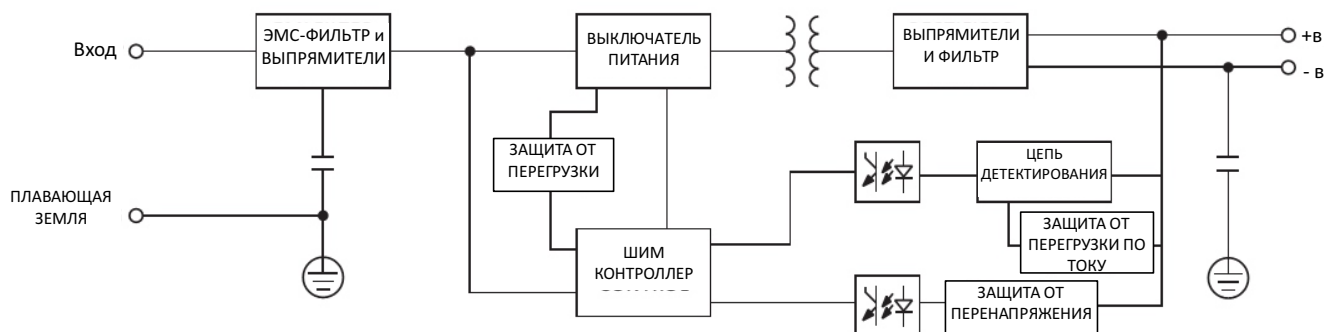 Вход
ЭМС-ФИЛЬТР и
ВЫПРЯМИТЕЛИ
ВЫКЛЮЧАТЕЛЬ
ПИТАНИЯ
ВЫПРЯМИТЕЛИ
И ФИЛЬТР
+в
- в
ЗАЩИТА ОТ
ПЕРЕГРУЗКИ
ЦЕПЬ
ДЕТЕКТИРОВАНИЯ
ПЛАВАЮЩАЯ
ЗЕМЛЯ
ЗАЩИТА ОТ
ПЕРЕГРУЗКИ ПО
ТОКУ
ШИМ
КОНТРОЛЛЕР
ЗАЩИТА ОТ
ПЕРЕНАПРЯЖЕНИЯ